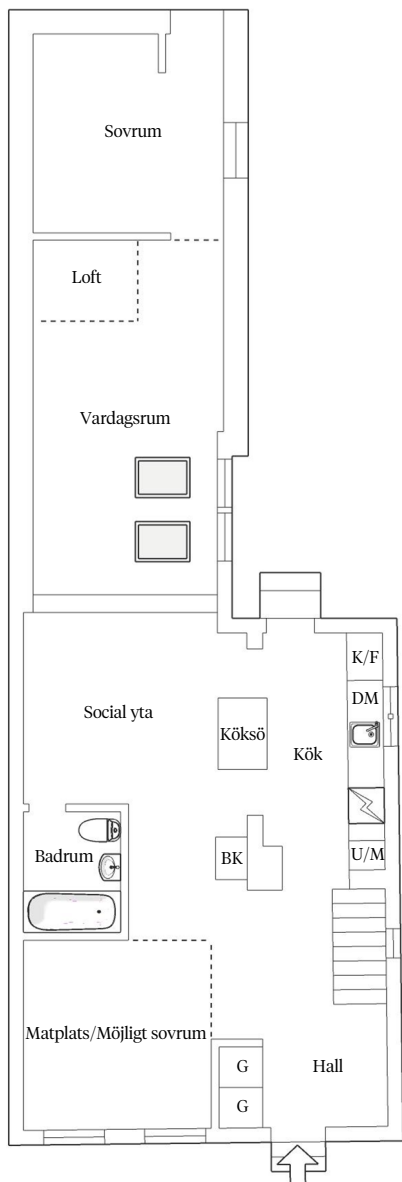 Sovrum
Loft
Vardagsrum
K/F
DM
Social yta
Köksö
Kök
Badrum
BK
U/M
Matplats/Möjligt sovrum
G
Hall
G